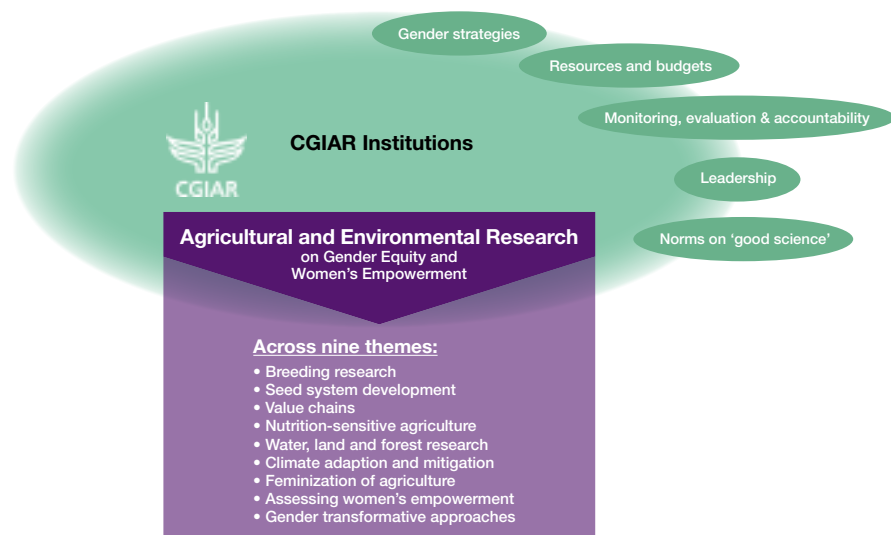 Gender strategies
Resources and budgets
Monitoring, evaluation & accountability
Leadership
Norms on ‘good science’
CGIAR Institutions
CGIAR
Agricultural and Environmental Research
on Gender Equity and
Women’s Empowerment
Across nine themes:
• Breeding research
• Seed system development
• Value chains
• Nutrition-sensitive agriculture
• Water, land and forest research
• Climate adaption and mitigation
• Feminization of agriculture
• Assessing women’s empowerment
• Gender transformative approaches